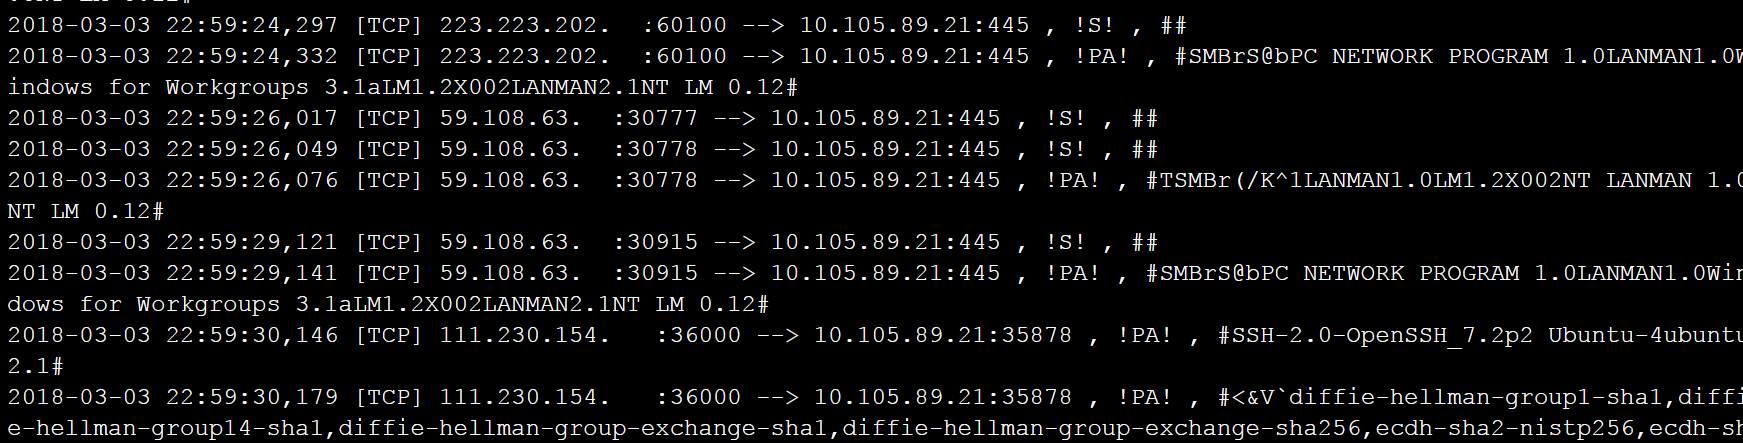 2018-03-03 22:59:24,297 [TCP] 223.223.202.  :60100 --> 10.105.89.21:445 , !S! , ##
2018-03-03 22:59:24,332 [TCP] 223.223.202.  :60100 --> 10.105.89.21:445 , !PA! , #SMBrS@bPC NETWORK PROGRAM 1.0LANMAN1.0W
indows for Workgroups 3.1aLM1.2X002LANMAN2.1NT LM 0.12#
2018-03-03 22:59:26,017 [TCP] 59.108.63.  :30777 --> 10.105.89.21:445 , !S! , ##
2018-03-03 22:59:26,049 [TCP] 59.108.63.  :30778 --> 10.105.89.21:445 , !S! , ##
2018-03-03 22:59:26,076 [TCP] 59.108.63.  :30778 --> 10.105.89.21:445 , !PA! , #TSMBr(/K^1LANMAN1.0LM1.2X002NT LANMAN 1.0
NT LM 0.12#
2018-03-03 22:59:29,121 [TCP] 59.108.63.  :30915 --> 10.105.89.21:445 , !S! , ##
2018-03-03 22:59:29,141 [TCP] 59.108.63.  :30915 --> 10.105.89.21:445 , !PA! , #SMBrS@bPC NETWORK PROGRAM 1.0LANMAN1.0Win
dows for Workgroups 3.1aLM1.2X002LANMAN2.1NT LM 0.12#
2018-03-03 22:59:30,146 [TCP] 111.230.154.   :36000 --> 10.105.89.21:35878 , !PA! , #SSH-2.0-OpenSSH_7.2p2 Ubuntu-4ubuntu
2.1#
2018-03-03 22:59:30,179 [TCP] 111.230.154.   :36000 --> 10.105.89.21:35878 , !PA! , #<&V`diffie-hellman-group1-sha1,diffi
e-hellman-group14-sha1,diffie-hellman-group-exchange-sha1,diffie-hellman-group-exchange-sha256,ecdh-sha2-nistp256,ecdh-sh